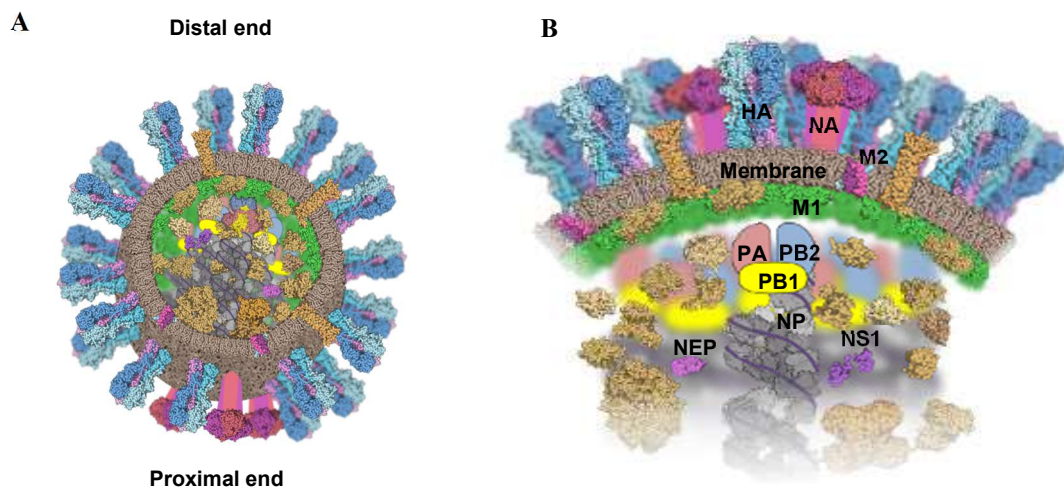 A
Distal end
Proximal end
B
HA
NA
M2
Membrane
M1
PA
PB2
PB1
NP
NEP
NS1